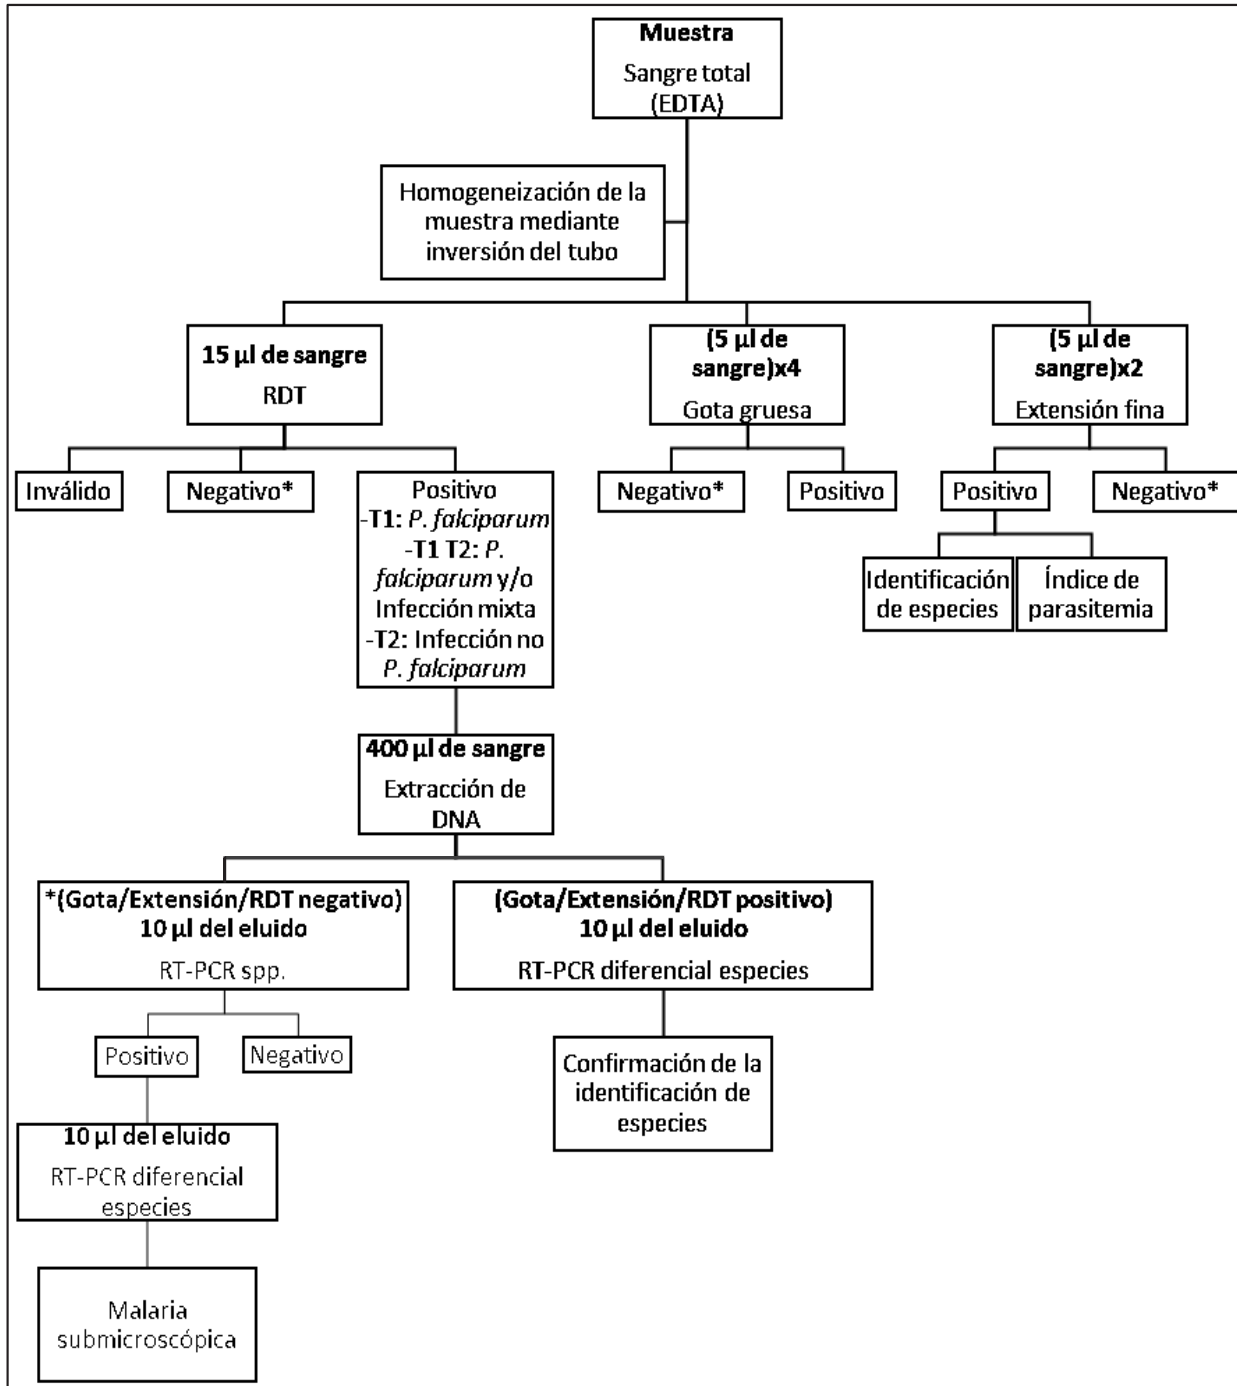 Muestra
Sangre total
(EDTA)
Homogeneización de la
muestra mediante
inversión del tubo
15 µl de sangre
RDT
(5 µl de
sangre)x4
Gota gruesa
(5 µl de
sangre)x2
Extensión fina
Inválido
Negativo*
Positivo
-T1: P. falciparum
-T1 T2: P.
falciparum y/o
Infección mixta
-T2: Infección no
P. falciparum
Negativo*
Positivo
Positivo
Negativo*
Identificación
de especies
Índice de
parasitemia
400 µl de sangre
Extracción de
DNA
*(Gota/Extensión/RDT negativo)
10 µl del eluido
RT-PCR spp.
(Gota/Extensión/RDT positivo)
10 µl del eluido
RT-PCR diferencial especies
Positivo
Negativo
Confirmación de la
identificación de
especies
10 µl del eluido
RT-PCR diferencial
especies
Malaria
submicroscópica